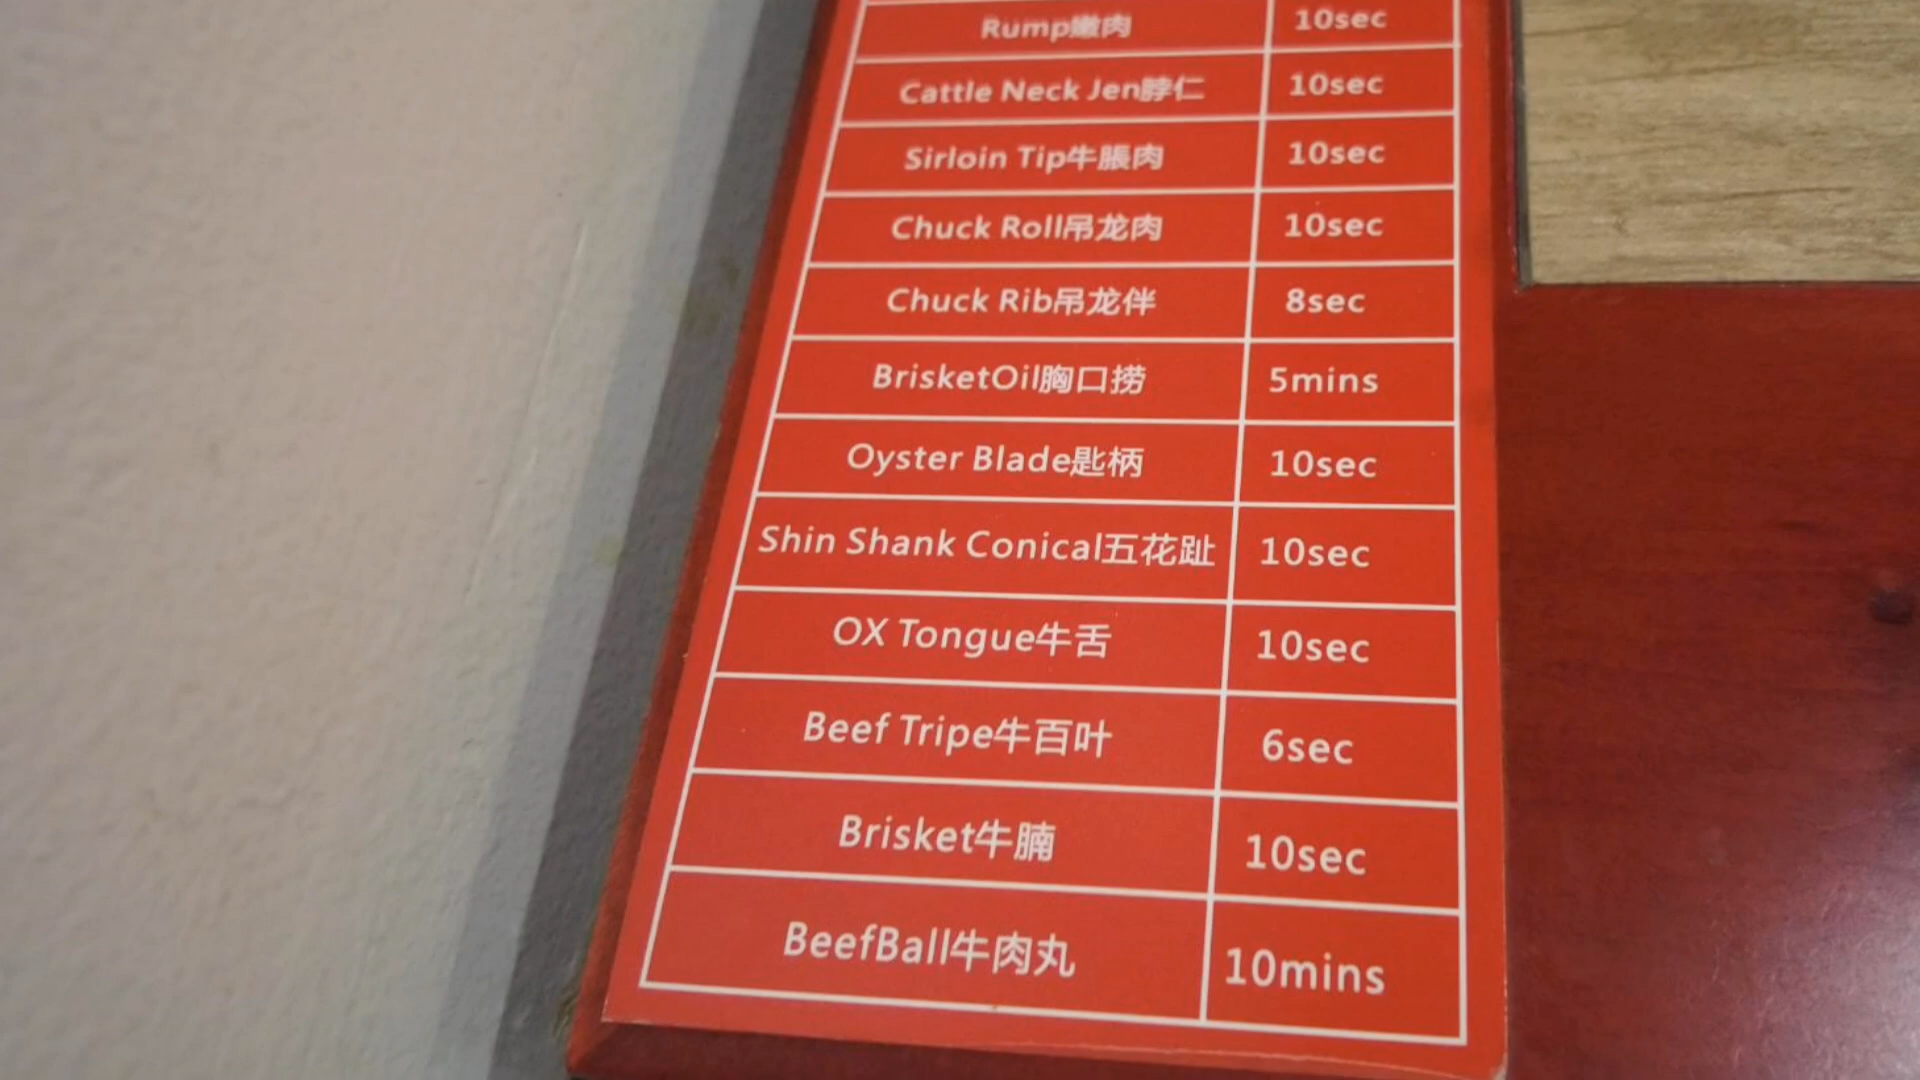 Rump嫩肉 10sec
Cattle Neck Jen脖仁 10sec
Sirloin Tip牛脹肉 10sec
Chuck Roll吊龙肉 10sec
Chuck Rib吊龙伴 8sec
BrisketOil胸口捞 5mins
Oyster Blade匙柄 10sec
Shin Shank Conical五花趾 10sec
OX Tongue牛舌 10sec
Beef Tripe牛百叶 6sec
Brisket牛腩 10sec
BeefBall牛肉丸 10mins